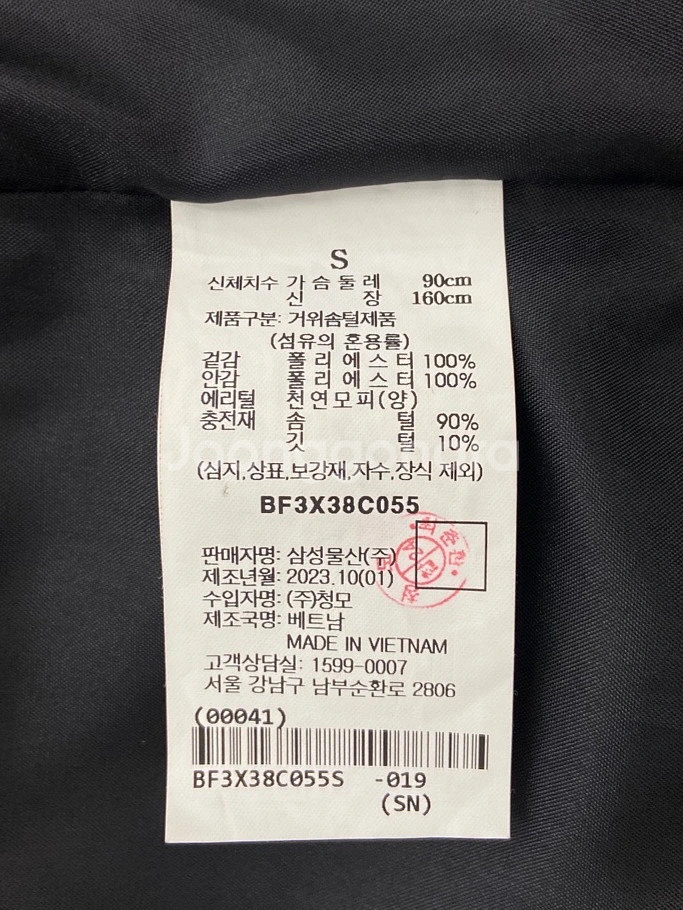 S
신체치수 가 슴 둘 레 90cm
신 장 160cm
제품구분: 거위솜털제품
(섬유의 혼용률)
겉감 폴 리 에 스 터 100%
안감 폴 리 에 스 터 100%
에리털 천연모피(양)
충전재 솜 털 90%
깃 털 10%
(심지,상표,보강재,자수,장식 제외)
BF3X38C055
판매자명: 삼성물산(주)
제조년월: 2023.10(01)
수입자명: (주)청모
제조국명: 베트남
MADE IN VIETNAM
고객상담실: 1599-0007
서울 강남구 남부순환로 2806
(00041)
BF3X38C055S -019
(SN)